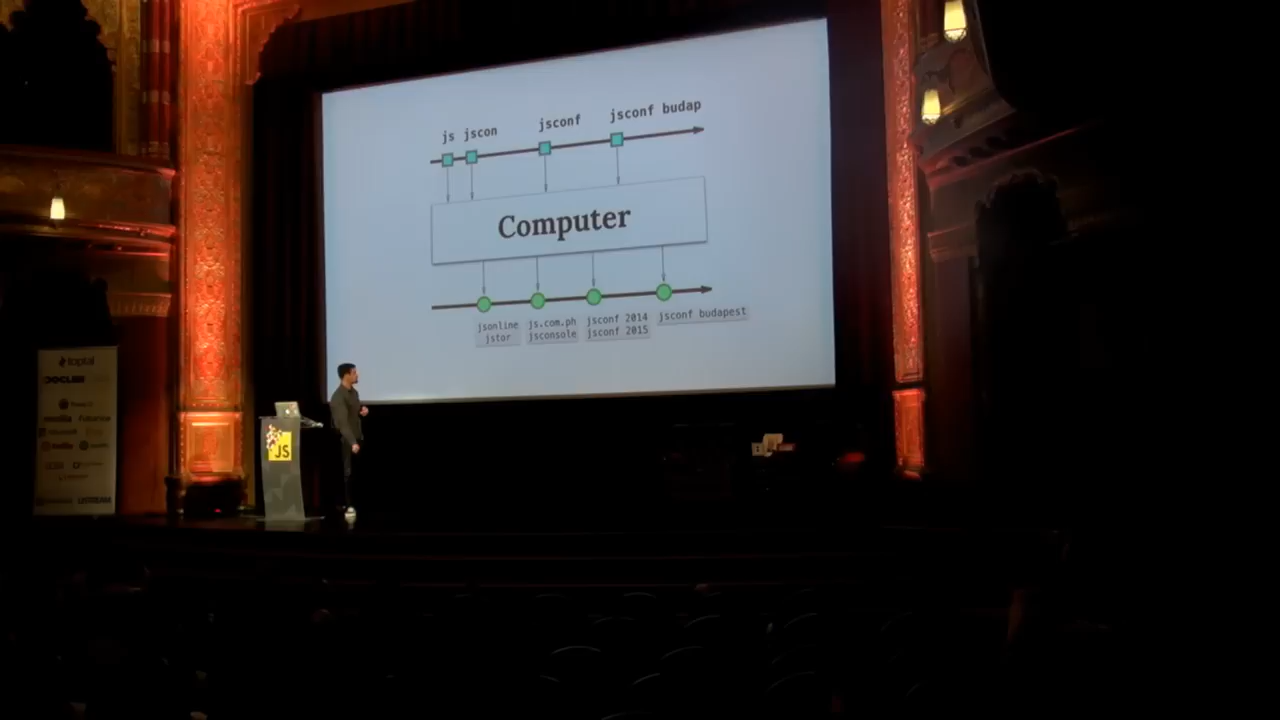 js jscon jsconf jsconf budap
Computer
jsonline js.com.ph jsconf 2014 jsconf budapest
jstor jsconsole jsconf 2015
toptal
JS
USTREAM